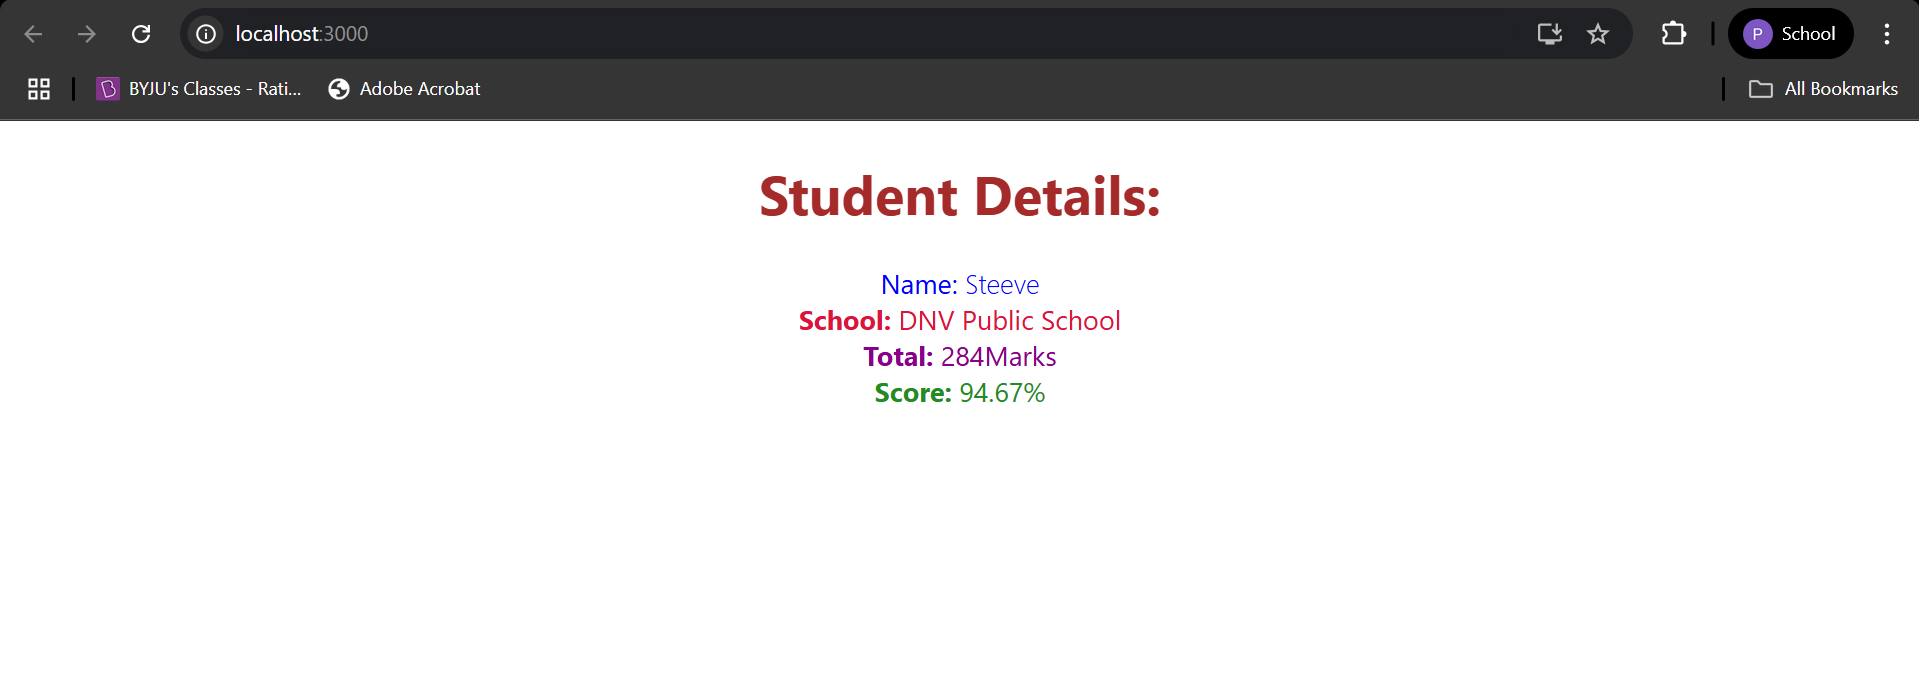 localhost:3000
P School
BYJU's Classes - Rati... Adobe Acrobat All Bookmarks
Student Details:
Name: Steeve
School: DNV Public School
Total: 284Marks
Score: 94.67%